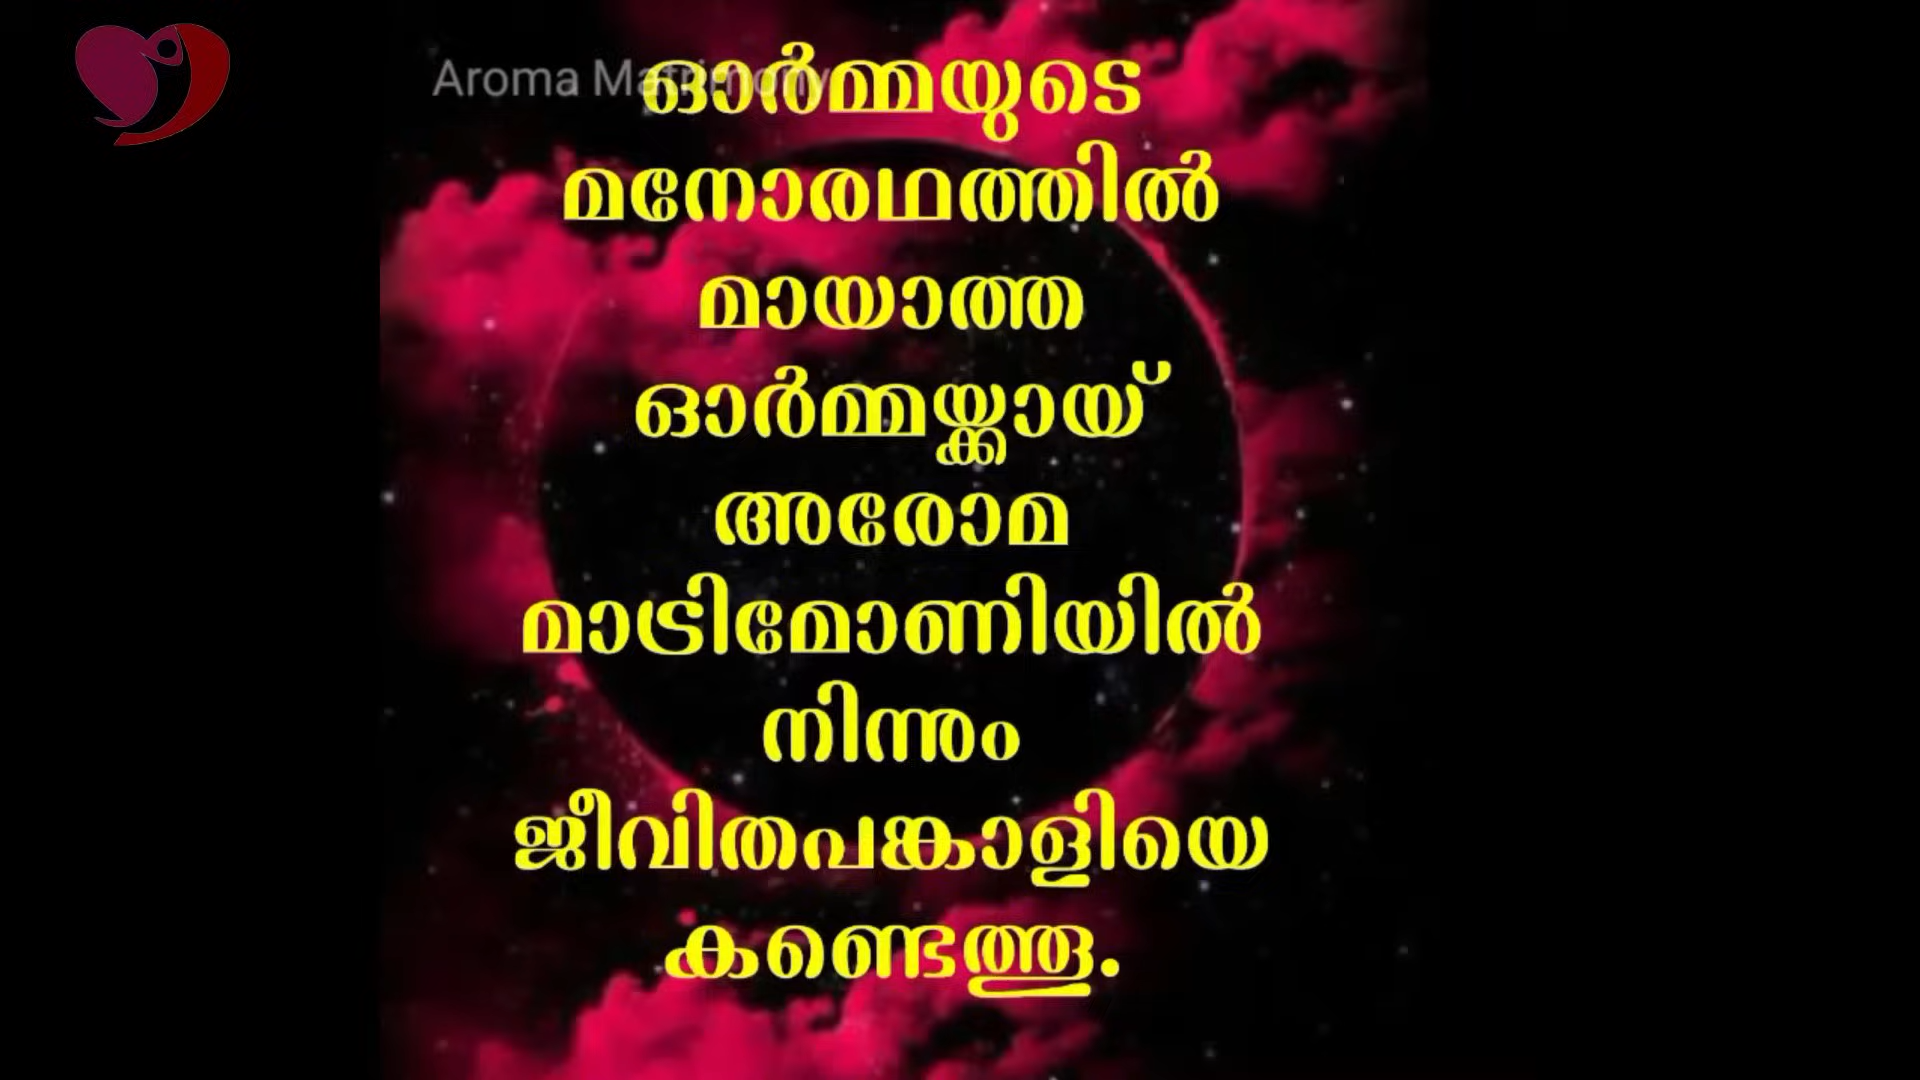 Aroma Matrimony
ഓർമ്മയുടെ
മനോരഥത്തിൽ
മായാത്ത
ഓർമ്മയ്ക്കായ്
അരോമ
മാട്രിമോണിയിൽ
നിന്നും
ജീവിതപങ്കാളിയെ
കണ്ടെത്തൂ.